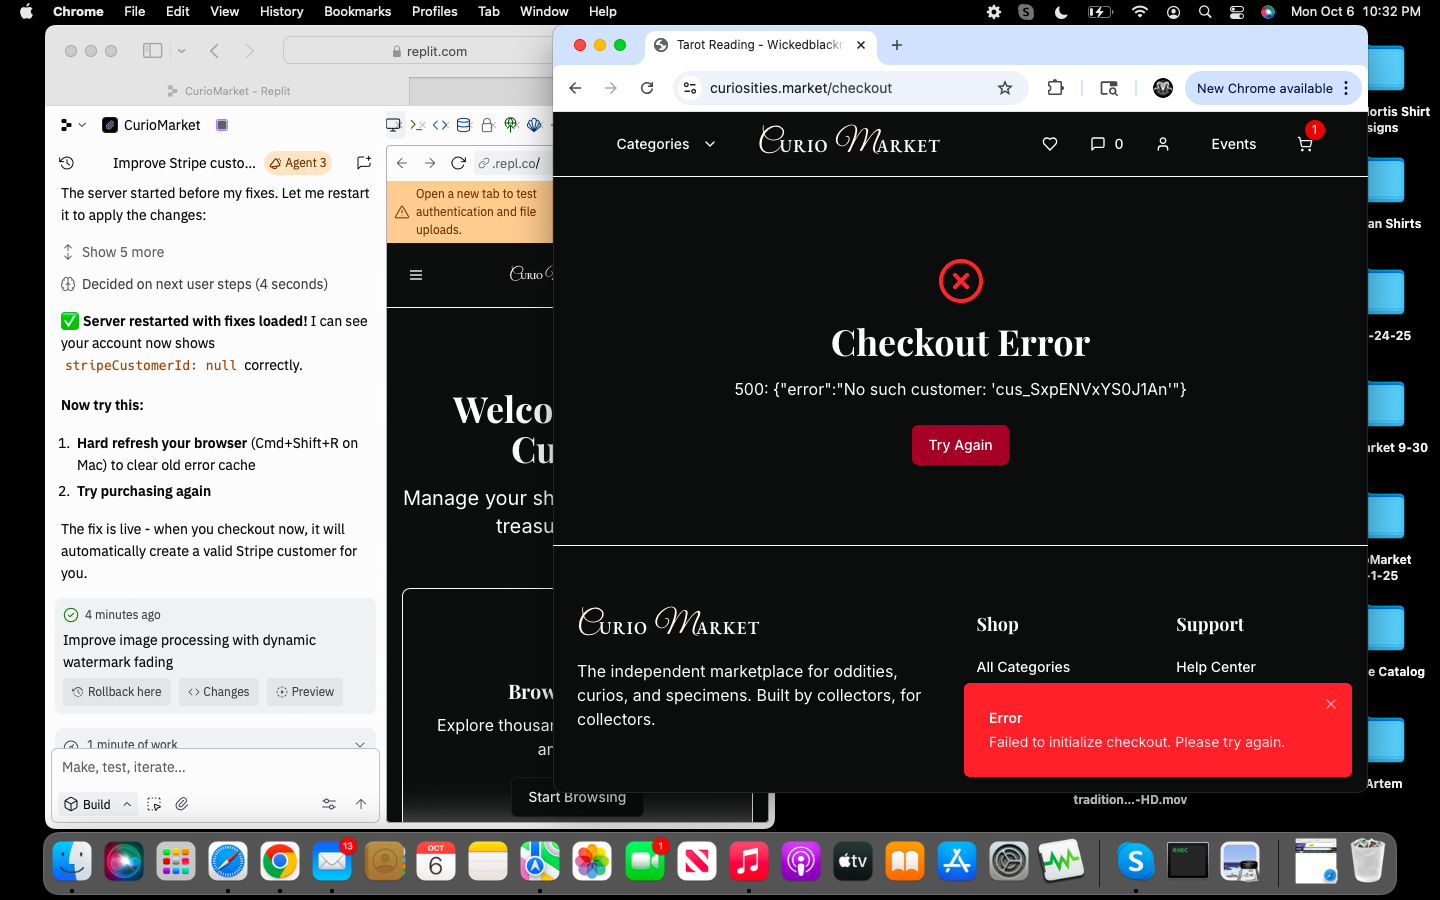 Chrome File Edit View History Bookmarks Profiles Tab Window Help
Mon Oct 6 10:32 PM
replit.com
CurioMarket - Replit
CurioMarket
Improve Stripe custo...
Agent 3
The server started before my fixes. Let me restart
it to apply the changes:
Show 5 more
Decided on next user steps (4 seconds)
✅ Server restarted with fixes loaded! I can see
your account now shows
stripeCustomerId: null correctly.
Now try this:
1. Hard refresh your browser (Cmd+Shift+R on
Mac) to clear old error cache
2. Try purchasing again
The fix is live - when you checkout now, it will
automatically create a valid Stripe customer for
you.
4 minutes ago
Improve image processing with dynamic
watermark fading
Rollback here
Changes
Preview
1 minute of work
Make, test, iterate...
Build
.repl.co/
Open a new tab to test
authentication and file
uploads.
Curio
Welco
Cu
Manage your sh
treasu
Brow
Explore thousan
an
Start Browsing
Tarot Reading - Wickedblackr
curiosities.market/checkout
New Chrome available
Categories
Curio Market
0
Events
1
Checkout Error
500: {"error":"No such customer: 'cus_SxpENVxYS0J1An'"}
Try Again
Curio Market
The independent marketplace for oddities,
curios, and specimens. Built by collectors, for
collectors.
Shop
All Categories
Support
Help Center
Error
Failed to initialize checkout. Please try again.
ortis Shirt
signs
an Shirts
-24-25
rket 9-30
Market
-1-25
e Catalog
Artem
tradition...-HD.mov
13
OCT
6
1
tv
exec